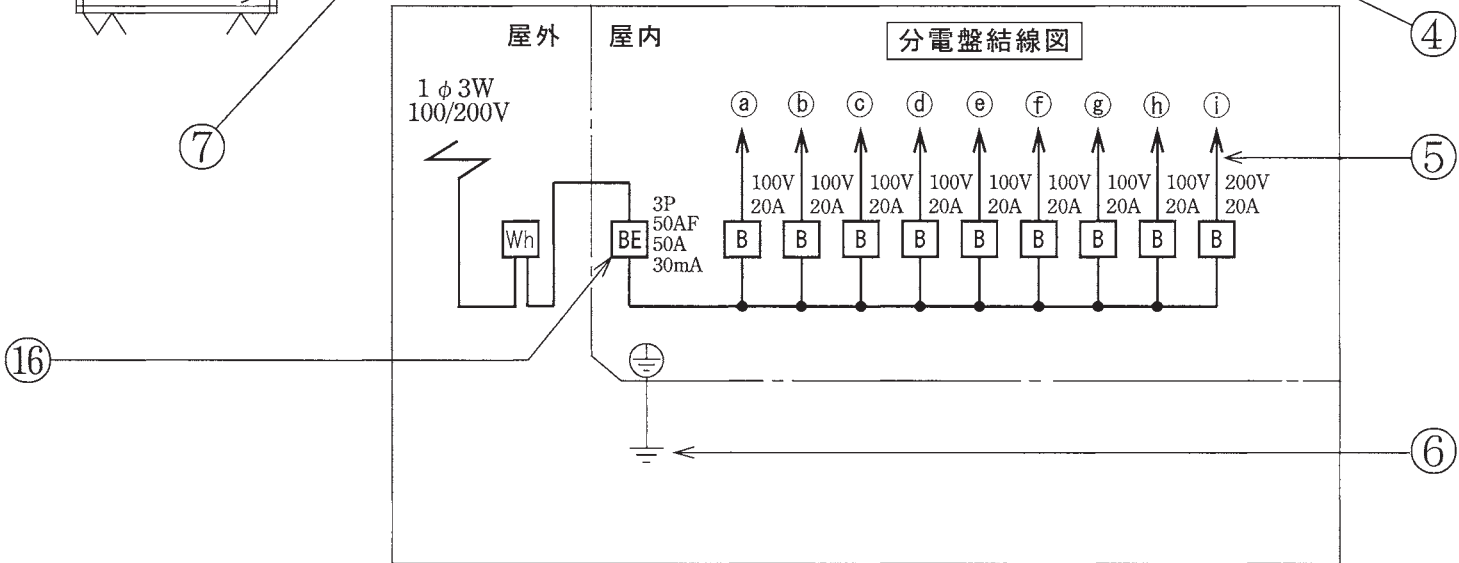 ④
屋外 屋内 分電盤結線図
1φ3W
100/200V
ⓐ ⓑ ⓒ ⓓ ⓔ ⓕ ⓖ ⓗ ⓘ
⑦
⑤
100V 100V 100V 100V 100V 100V 100V 100V 200V
20A 20A 20A 20A 20A 20A 20A 20A 20A
3P
50AF
50A
30mA
Wh BE B B B B B B B B B
⑯
⑥